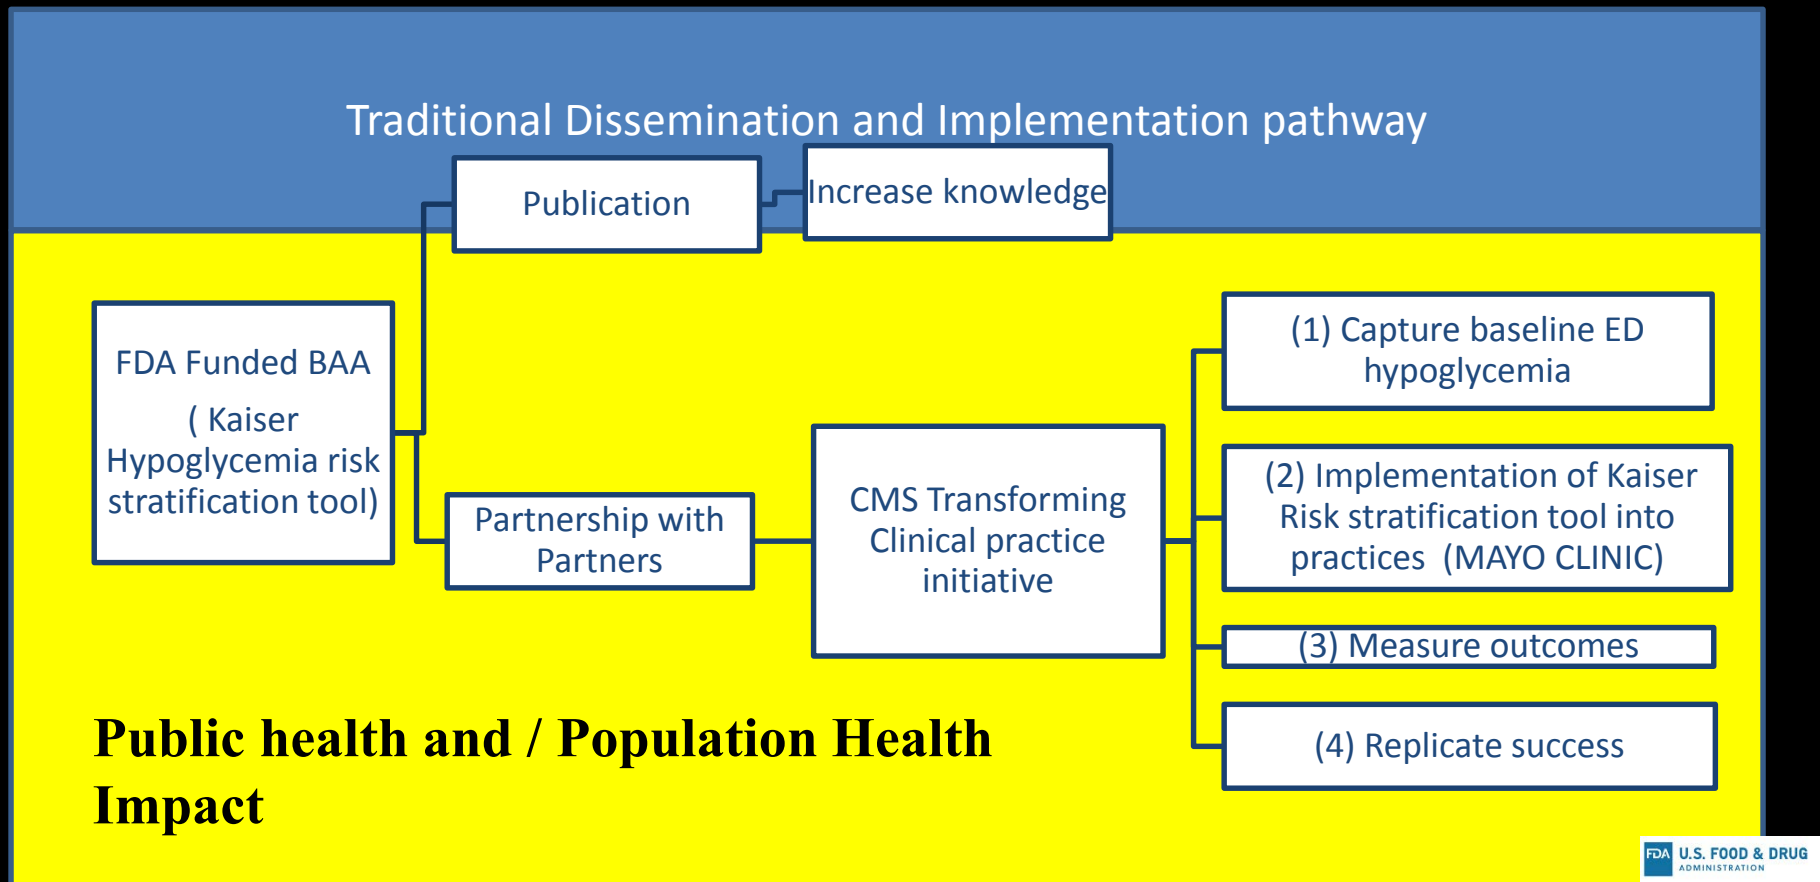 Traditional Dissemination and Implementation pathway
Publication
Increase knowledge
FDA Funded BAA
( Kaiser
Hypoglycemia risk
stratification tool)
Partnership with
Partners
CMS Transforming
Clinical practice
initiative
(1) Capture baseline ED
hypoglycemia
(2) Implementation of Kaiser
Risk stratification tool into
practices (MAYO CLINIC)
(3) Measure outcomes
(4) Replicate success
Public health and / Population Health
Impact
FDA U.S. FOOD & DRUG
ADMINISTRATION